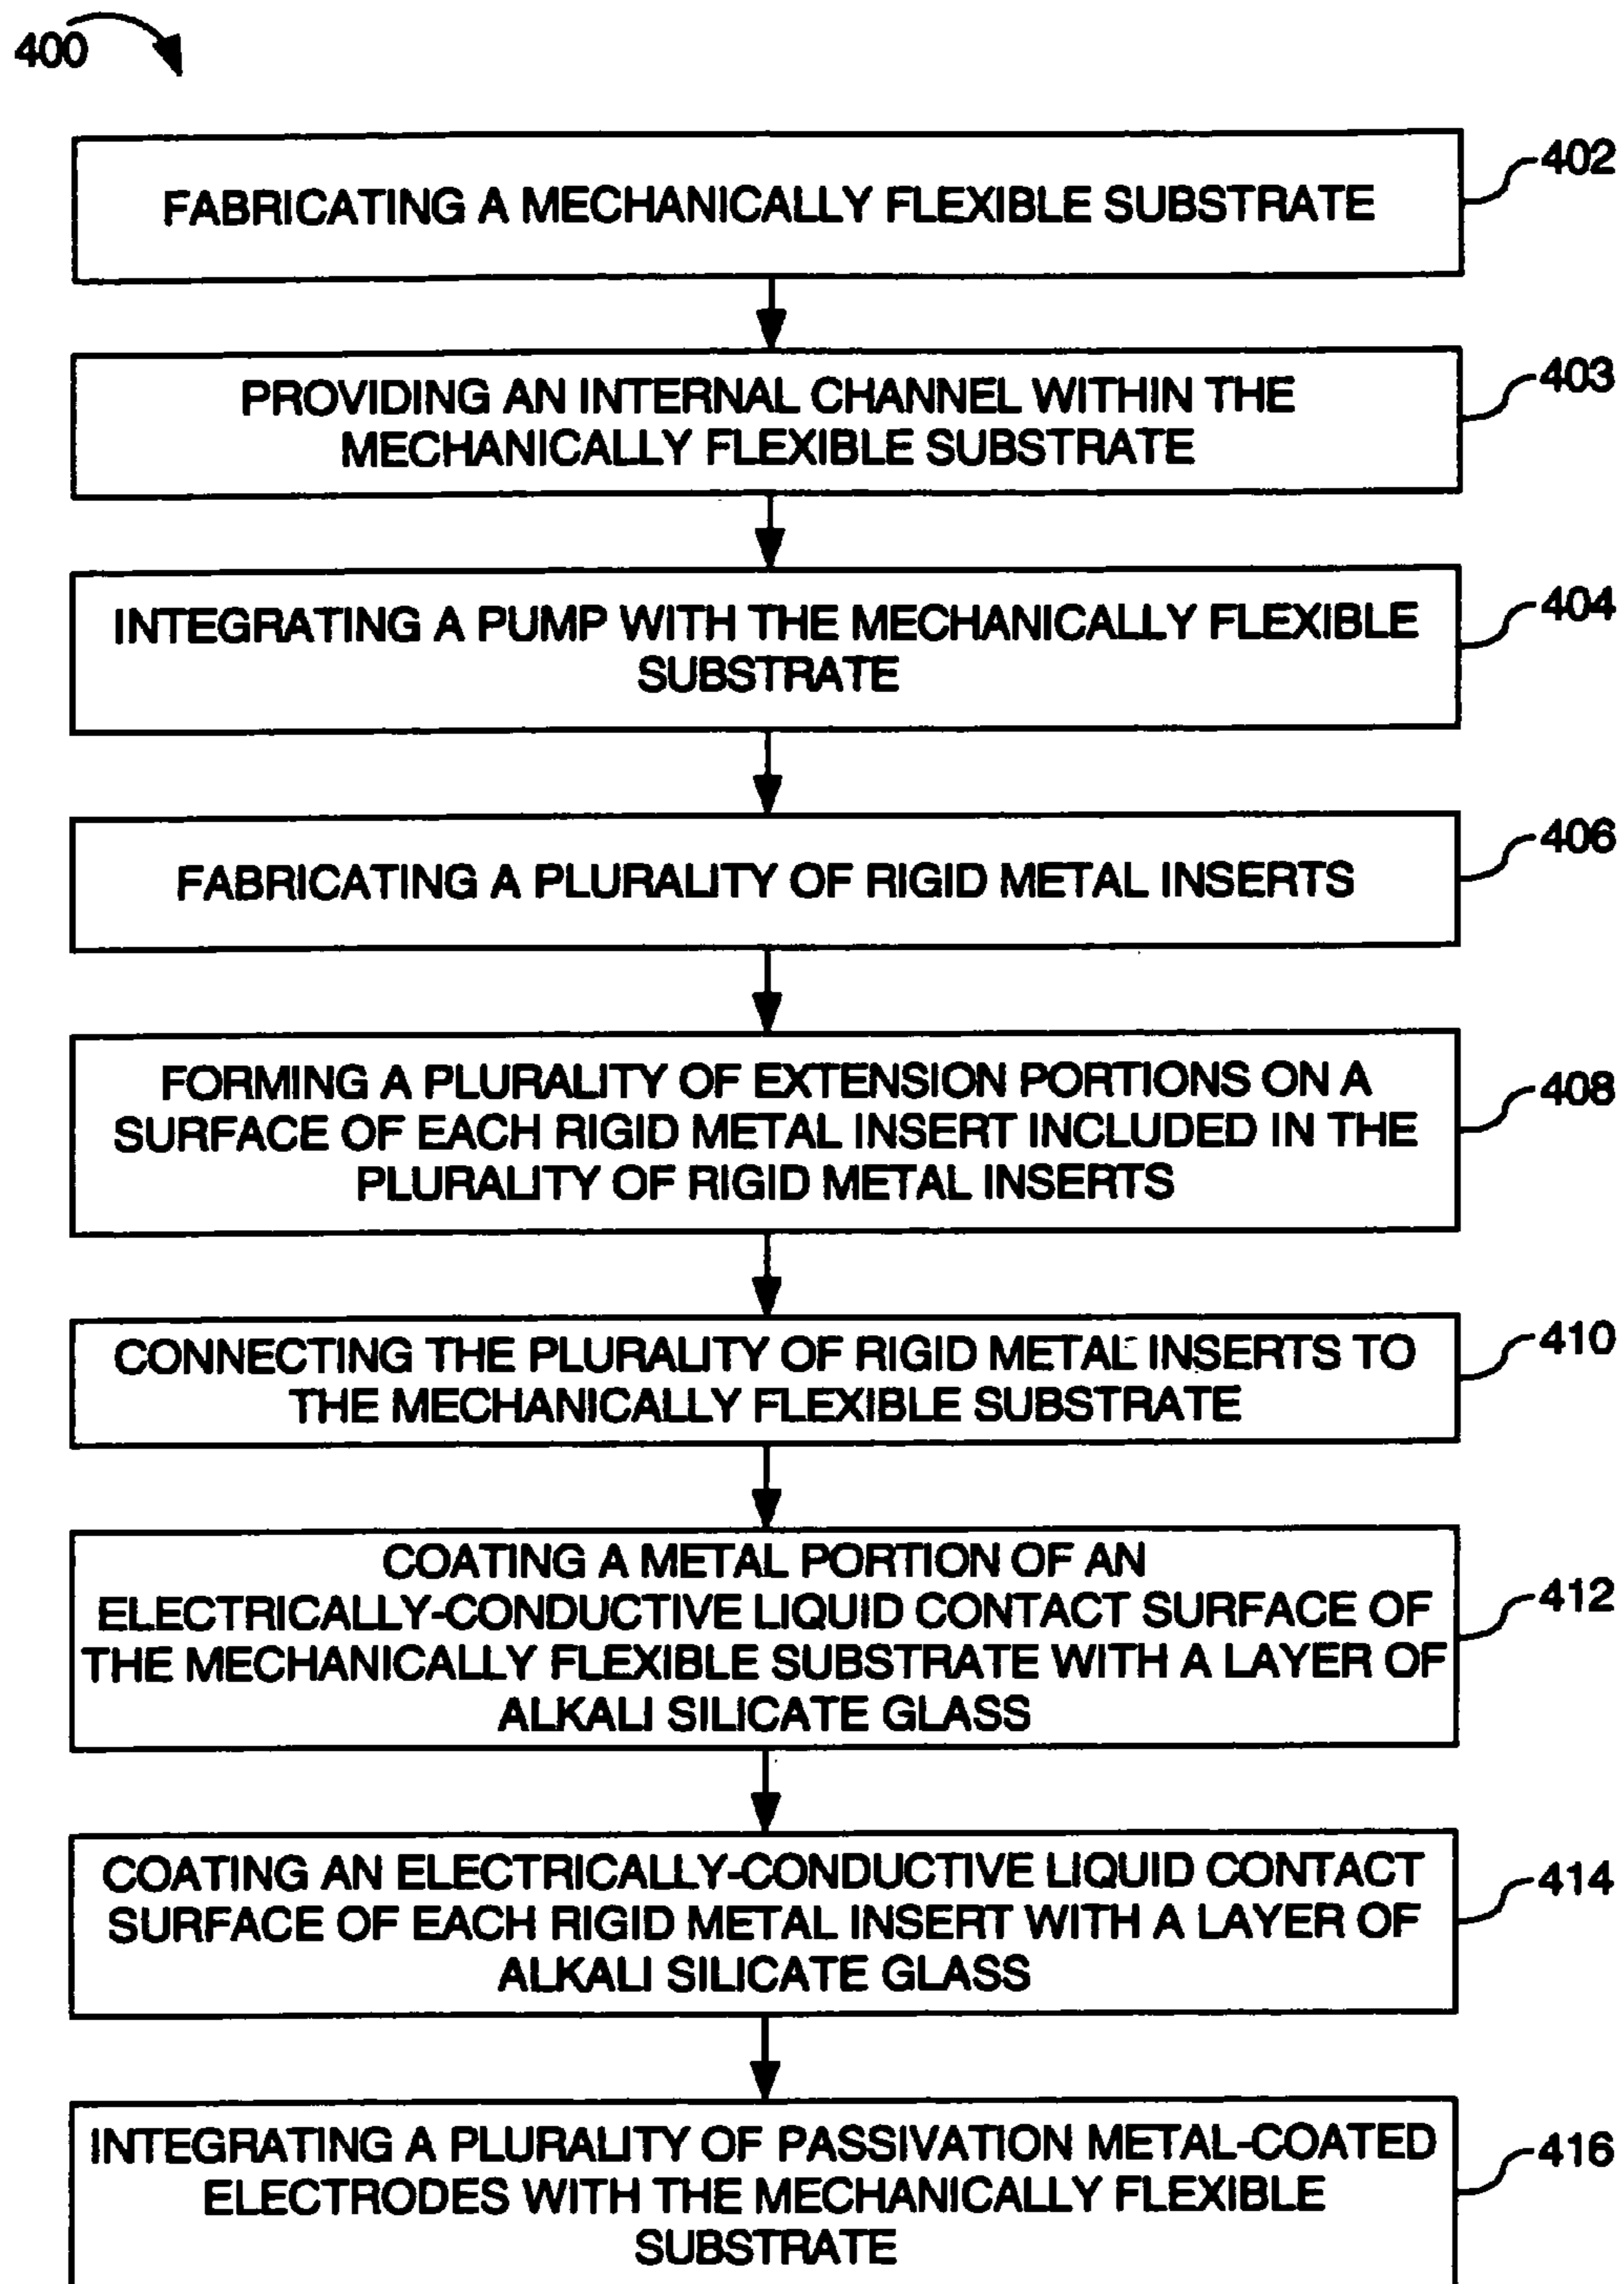 400
FABRICATING A MECHANICALLY FLEXIBLE SUBSTRATE
402
PROVIDING AN INTERNAL CHANNEL WITHIN THE
MECHANICALLY FLEXIBLE SUBSTRATE
403
INTEGRATING A PUMP WITH THE MECHANICALLY FLEXIBLE
SUBSTRATE
404
FABRICATING A PLURALITY OF RIGID METAL INSERTS
406
FORMING A PLURALITY OF EXTENSION PORTIONS ON A
SURFACE OF EACH RIGID METAL INSERT INCLUDED IN THE
PLURALITY OF RIGID METAL INSERTS
408
CONNECTING THE PLURALITY OF RIGID METAL INSERTS TO
THE MECHANICALLY FLEXIBLE SUBSTRATE
410
COATING A METAL PORTION OF AN
ELECTRICALLY-CONDUCTIVE LIQUID CONTACT SURFACE OF
THE MECHANICALLY FLEXIBLE SUBSTRATE WITH A LAYER OF
ALKALI SILICATE GLASS
412
COATING AN ELECTRICALLY-CONDUCTIVE LIQUID CONTACT
SURFACE OF EACH RIGID METAL INSERT WITH A LAYER OF
ALKALI SILICATE GLASS
414
INTEGRATING A PLURALITY OF PASSIVATION METAL-COATED
ELECTRODES WITH THE MECHANICALLY FLEXIBLE
SUBSTRATE
416